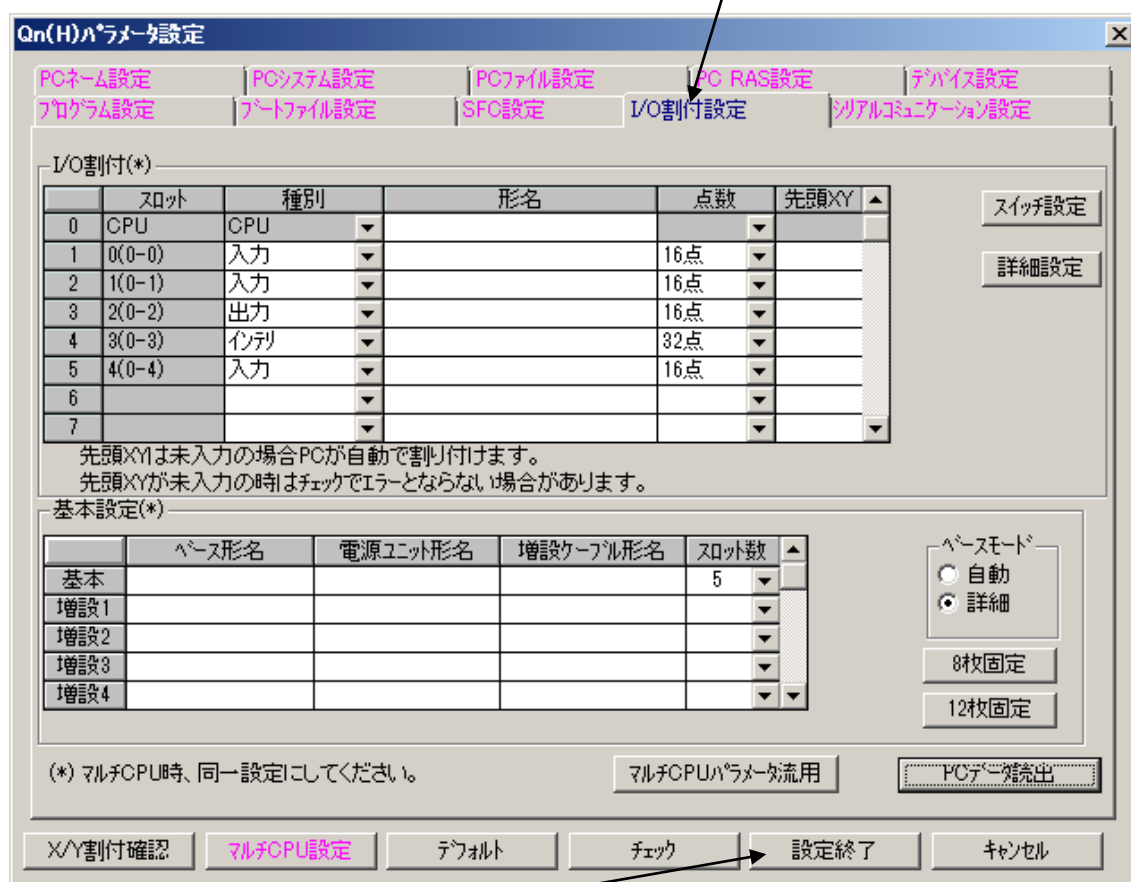 Qn(H)ﾊﾟﾗﾒｰﾀ設定
PCﾈｰﾑ設定 PCｼｽﾃﾑ設定 PCﾌｧｲﾙ設定 PC RAS設定 ﾃﾞﾊﾞｲｽ設定
ﾌﾟﾛｸﾞﾗﾑ設定 ﾌﾞｰﾄﾌｧｲﾙ設定 SFC設定 I/O割付設定 ｼﾘｱﾙｺﾐｭﾆｹｰｼｮﾝ設定
I/O割付(*)
ｽﾛｯﾄ 種別 形名 点数 先頭XY
0 CPU CPU
1 0(0-0) 入力 16点
2 1(0-1) 入力 16点
3 2(0-2) 出力 16点
4 3(0-3) ｲﾝﾃﾘ 32点
5 4(0-4) 入力 16点
6
7
ｽｲｯﾁ設定
詳細設定
先頭XYは未入力の場合PCが自動で割り付けます。
先頭XYが未入力の時はﾁｪｯｸでｴﾗｰとならない場合があります。
基本設定(*)
ﾍﾞｰｽ形名 電源ﾕﾆｯﾄ形名 増設ｹｰﾌﾞﾙ形名 ｽﾛｯﾄ数
基本 5
増設1
増設2
増設3
増設4
ﾍﾞｰｽﾓｰﾄﾞ
自動
詳細
8枚固定
12枚固定
(*) ﾏﾙﾁCPU時、同一設定にしてください。 ﾏﾙﾁCPUﾊﾟﾗﾒｰﾀ流用 PCﾃﾞｰﾀ読出
X/Y割付確認 ﾏﾙﾁCPU設定 ﾃﾞﾌｫﾙﾄ ﾁｪｯｸ 設定終了 ｷｬﾝｾﾙ